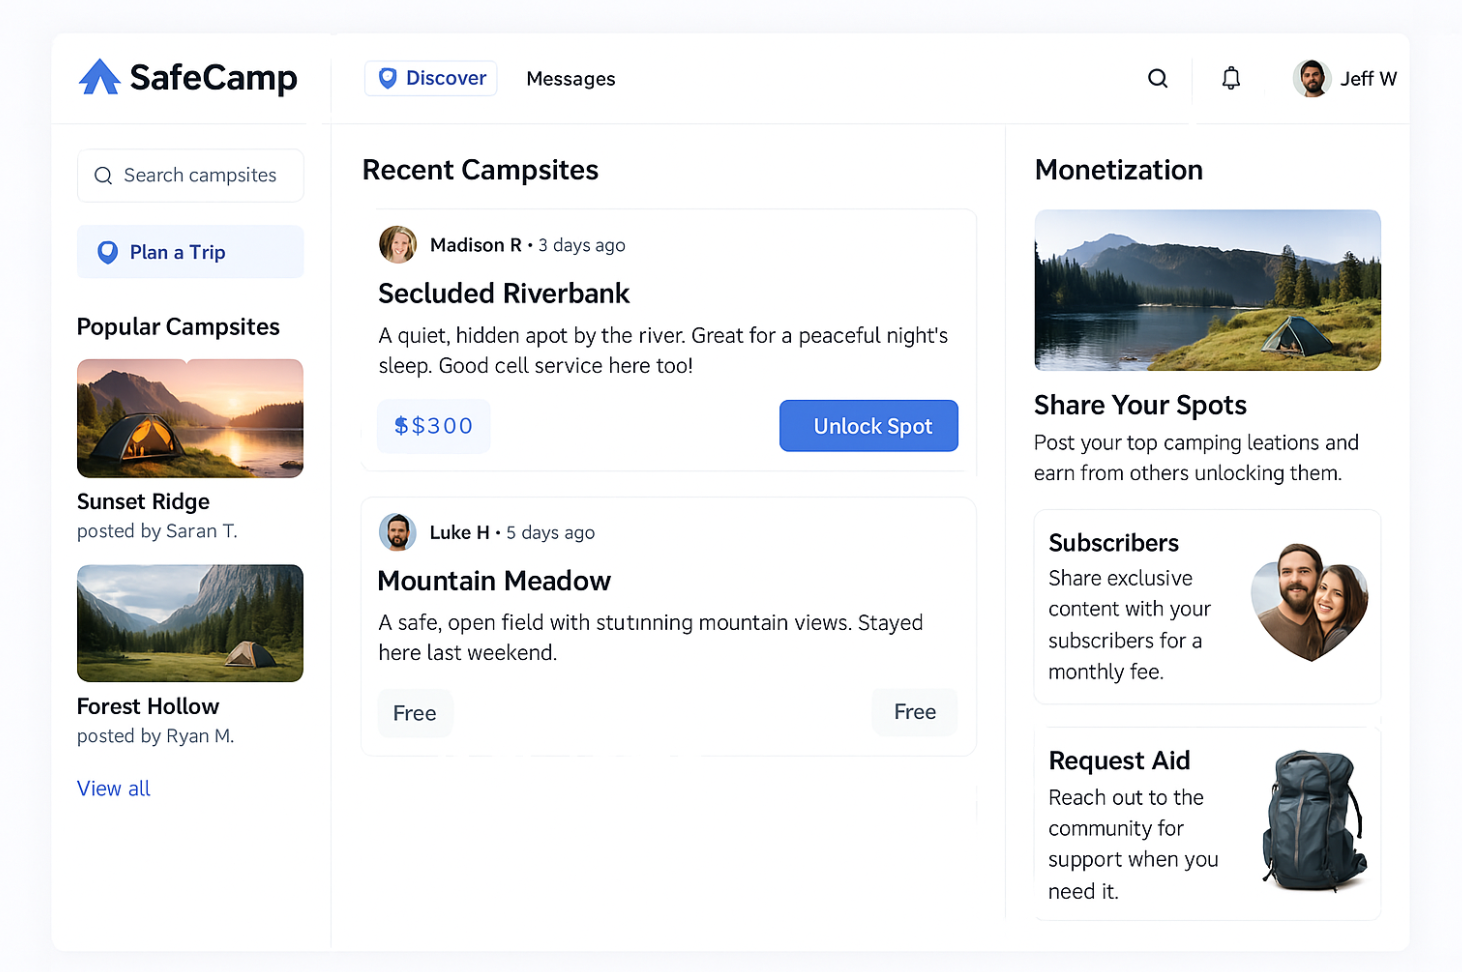 SafeCamp
Discover
Messages
Jeff W
Search campsites
Plan a Trip
Popular Campsites
Sunset Ridge
posted by Saran T.
Forest Hollow
posted by Ryan M.
View all
Recent Campsites
Madison R • 3 days ago
Secluded Riverbank
A quiet, hidden apot by the river. Great for a peaceful night's
sleep. Good cell service here too!
$$300
Unlock Spot
Luke H • 5 days ago
Mountain Meadow
A safe, open field with stutınning mountain views. Stayed
here last weekend.
Free
Free
Monetization
Share Your Spots
Post your top camping leations and
earn from others unlocking them.
Subscribers
Share exclusive
content with your
subscribers for a
monthly fee.
Request Aid
Reach out to the
community for
support when you
need it.